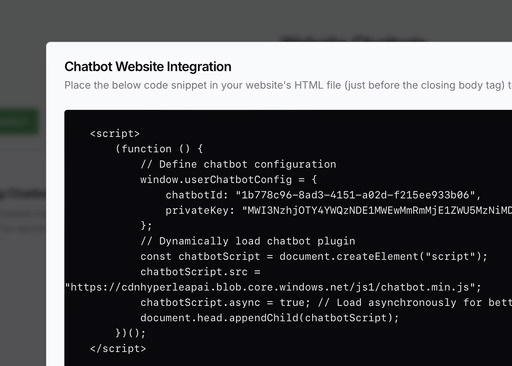 Chatbot Website Integration
Place the below code snippet in your website's HTML file (just before the closing body tag)
<script>
(function () {
// Define chatbot configuration
window.userChatbotConfig = {
chatbotId: "1b778c96-8ad3-4151-a02d-f215ee933b06",
privateKey: "MWI3NzhjOTY4YWQzNDE1MWEwMmRmMjE1ZWU5MzNiMD
};
// Dynamically load chatbot plugin
const chatbotScript = document.createElement("script");
chatbotScript.src =
"https://cdnhyperleapai.blob.core.windows.net/js1/chatbot.min.js";
chatbotScript.async = true; // Load asynchronously for bett
document.head.appendChild(chatbotScript);
})();
</script>